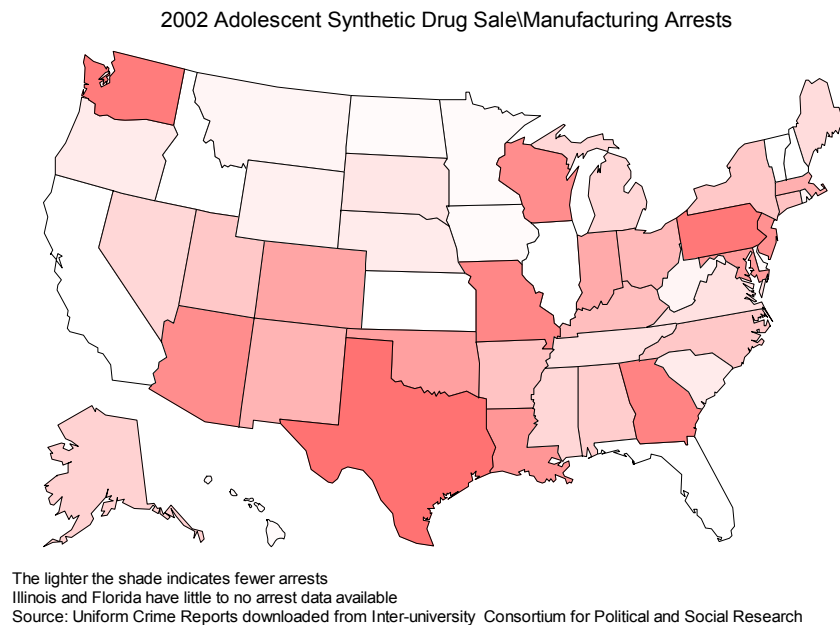 2002 Adolescent Synthetic Drug Sale\Manufacturing Arrests
The lighter the shade indicates fewer arrests
Illinois and Florida have little to no arrest data available
Source: Uniform Crime Reports downloaded from Inter-university Consortium for Political and Social Research